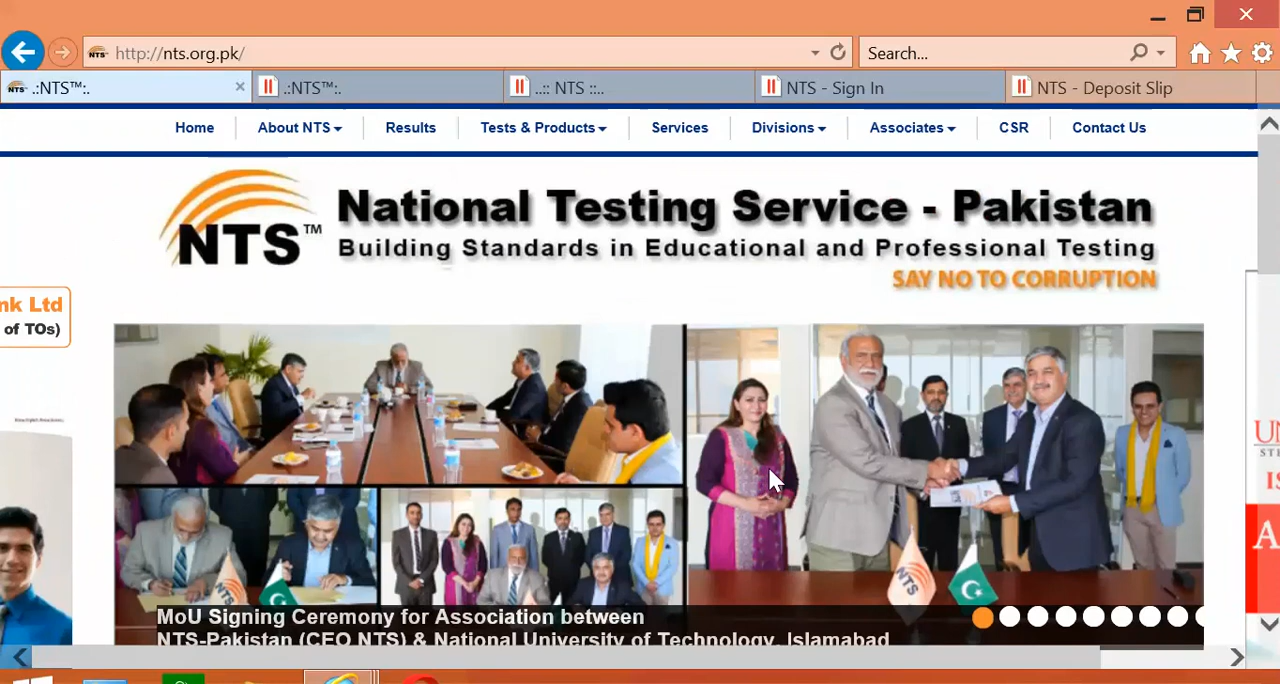 http://nts.org.pk/
Search...
.:NTS™:.
.:NTS™:.
..:: NTS ::..
NTS - Sign In
NTS - Deposit Slip
Home
About NTS
Results
Tests & Products
Services
Divisions
Associates
CSR
Contact Us
NTS™
National Testing Service - Pakistan
Building Standards in Educational and Professional Testing
SAY NO TO CORRUPTION
nk Ltd
of TOs)
NTS
NTS
MoU Signing Ceremony for Association between
NTS-Pakistan (CEO NTS) & National University of Technology, Islamabad